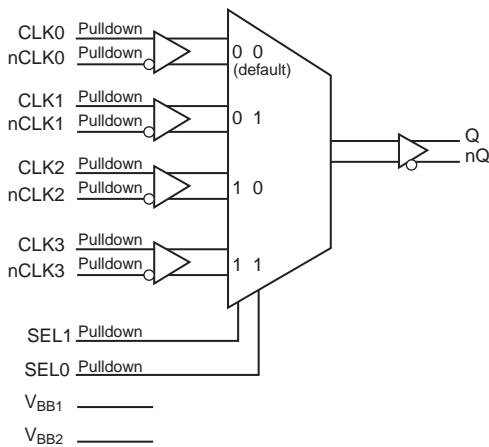 CLK0 Pulldown
nCLK0 Pulldown
0 0
(default)
CLK1 Pulldown
nCLK1 Pulldown
0 1
CLK2 Pulldown
nCLK2 Pulldown
1 0
CLK3 Pulldown
nCLK3 Pulldown
1 1
Q
nQ
SEL1 Pulldown
SEL0 Pulldown
VBB1
VBB2